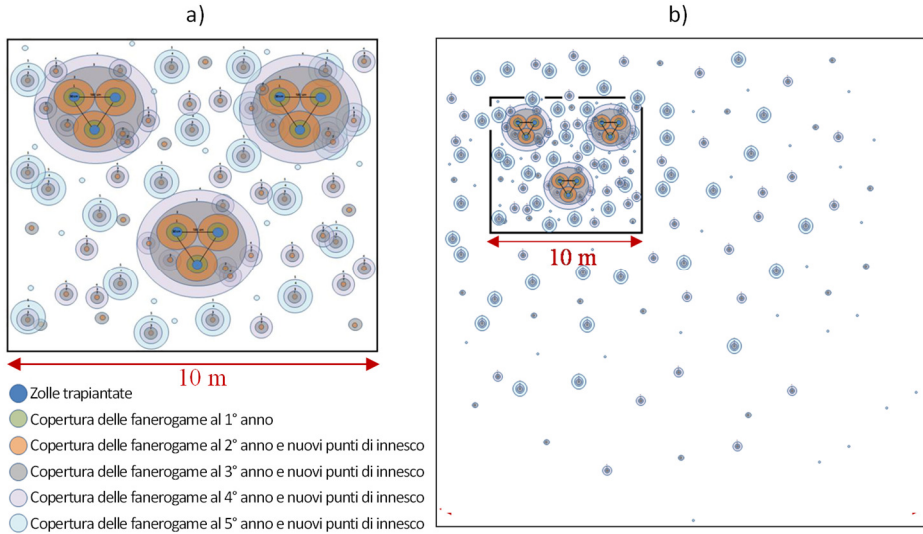 a)
b)
10 m
10 m
Zolle trapiantate
Copertura delle fanerogame al 1° anno
Copertura delle fanerogame al 2° anno e nuovi punti di innesco
Copertura delle fanerogame al 3° anno e nuovi punti di innesco
Copertura delle fanerogame al 4° anno e nuovi punti di innesco
Copertura delle fanerogame al 5° anno e nuovi punti di innesco